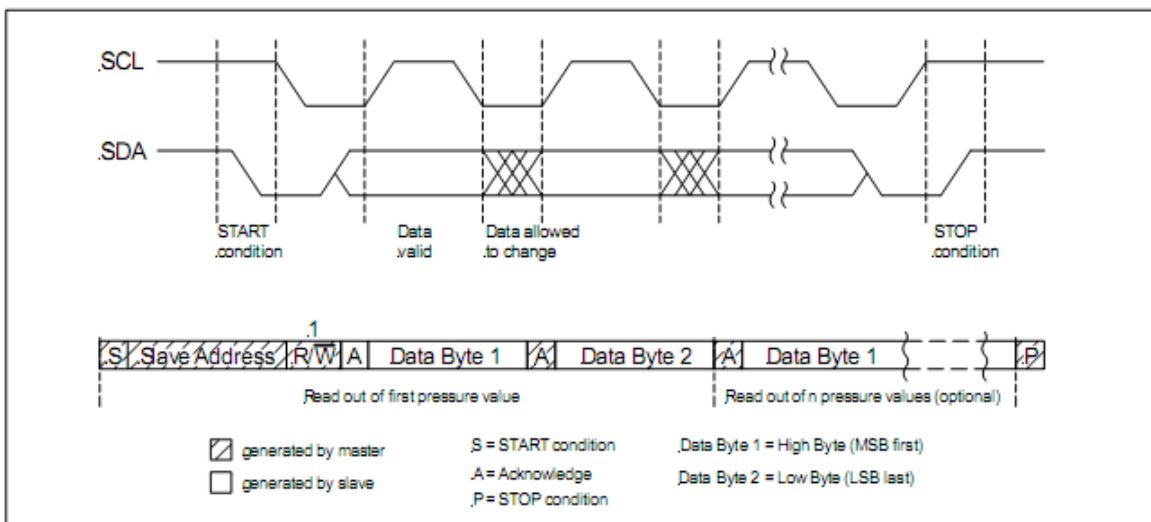 SCL
SDA
START condition
Data valid
Data allowed to change
STOP condition
1
S Slave Address R/W̅ A Data Byte 1 A Data Byte 2 A Data Byte 1 P
Read out of first pressure value
Read out of n pressure values (optional)
generated by master
generated by slave
S = START condition
A = Acknowledge
P = STOP condition
Data Byte 1 = High Byte (MSB first)
Data Byte 2 = Low Byte (LSB last)